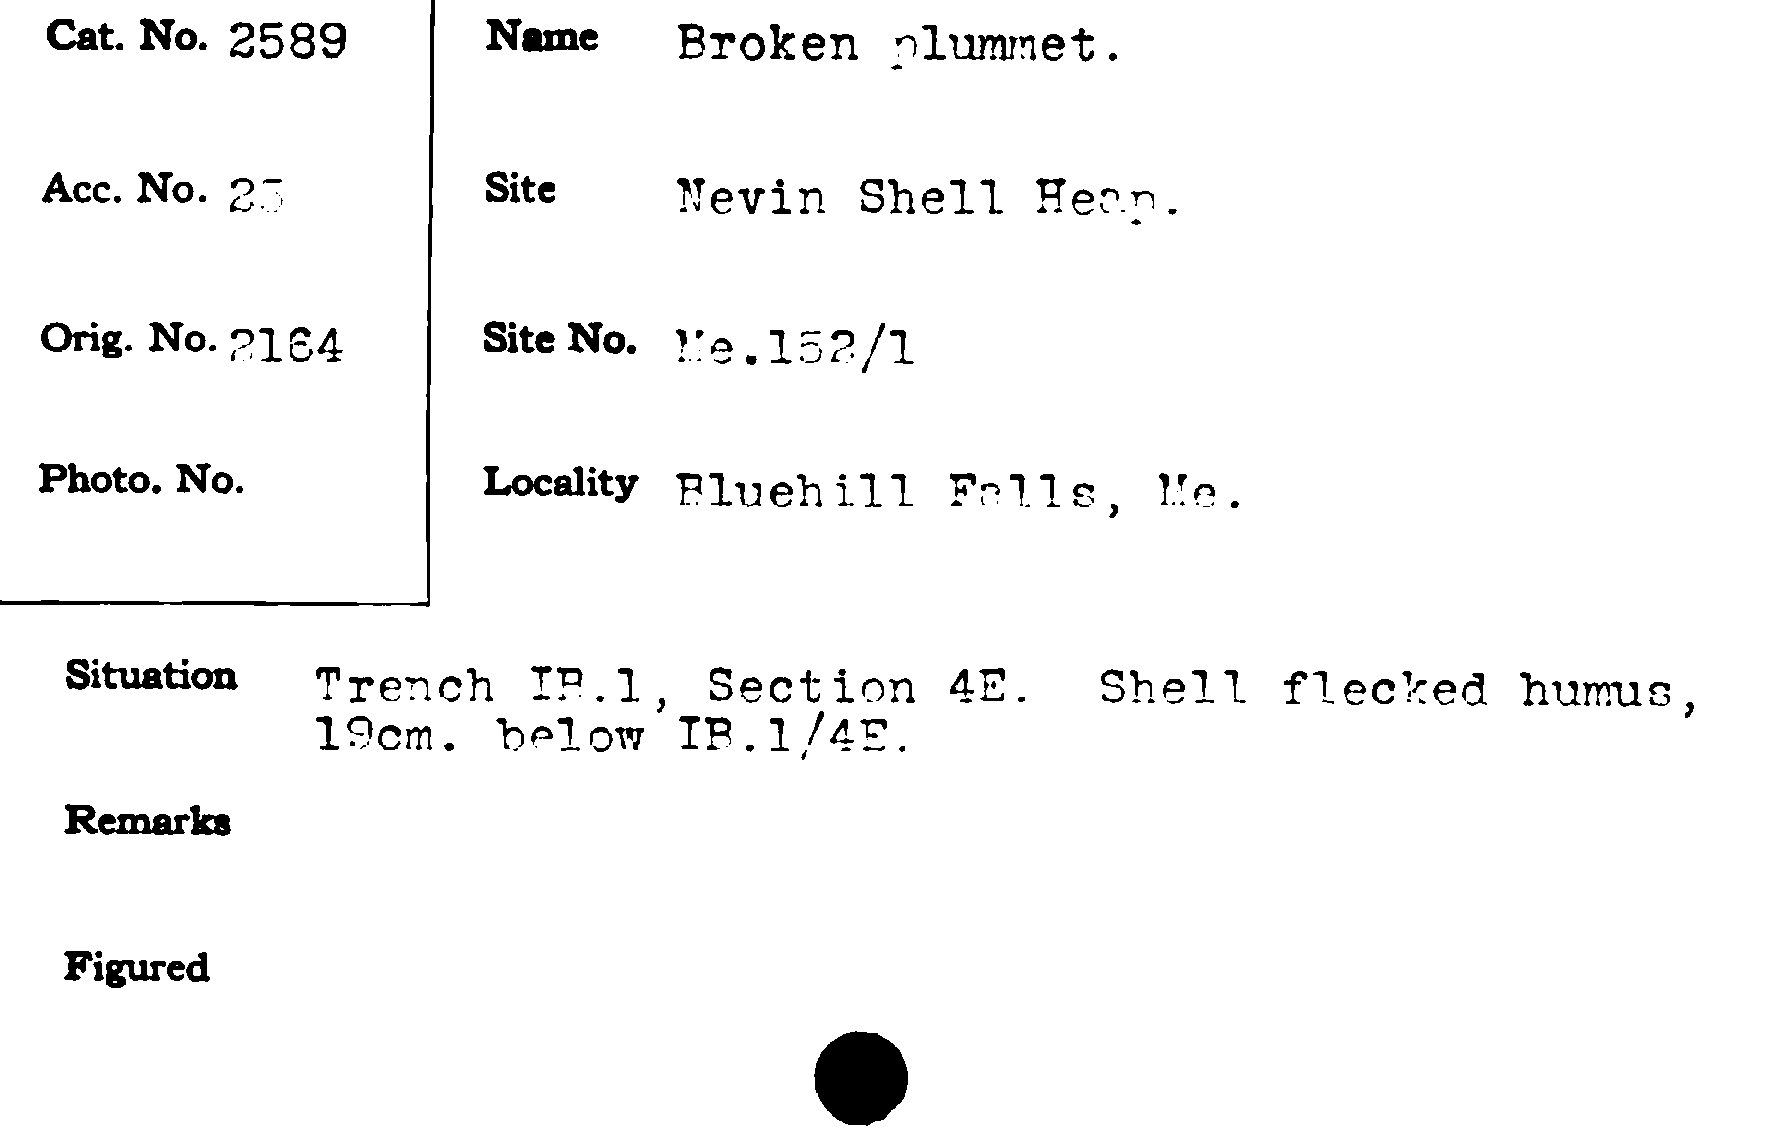 Cat. No. 2589
Name Broken plummet.
Acc. No. 25
Site Nevin Shell Heap.
Orig. No. 2164
Site No. Me.152/1
Photo. No.
Locality Bluehill Falls, Me.
Situation Trench IB.1, Section 4E. Shell flecked humus,
19cm. below IB.1/4E.
Remarks
Figured